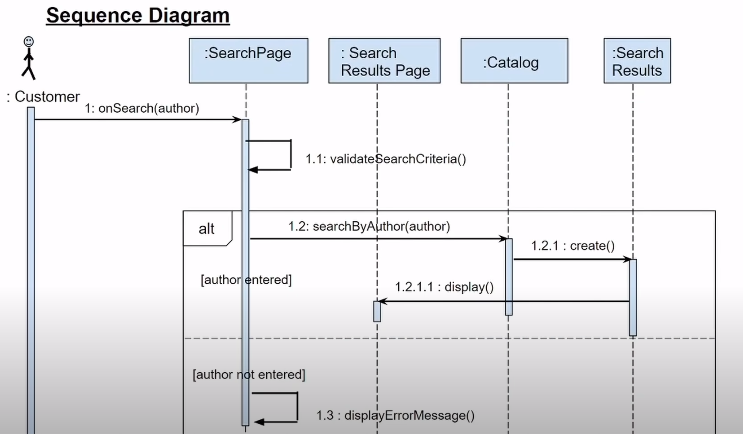 Sequence Diagram
:SearchPage
: Search
Results Page
:Catalog
:Search
Results
: Customer
1: onSearch(author)
1.1: validateSearchCriteria()
alt
1.2: searchByAuthor(author)
1.2.1 : create()
[author entered]
1.2.1.1 : display()
[author not entered]
1.3 : displayErrorMessage()